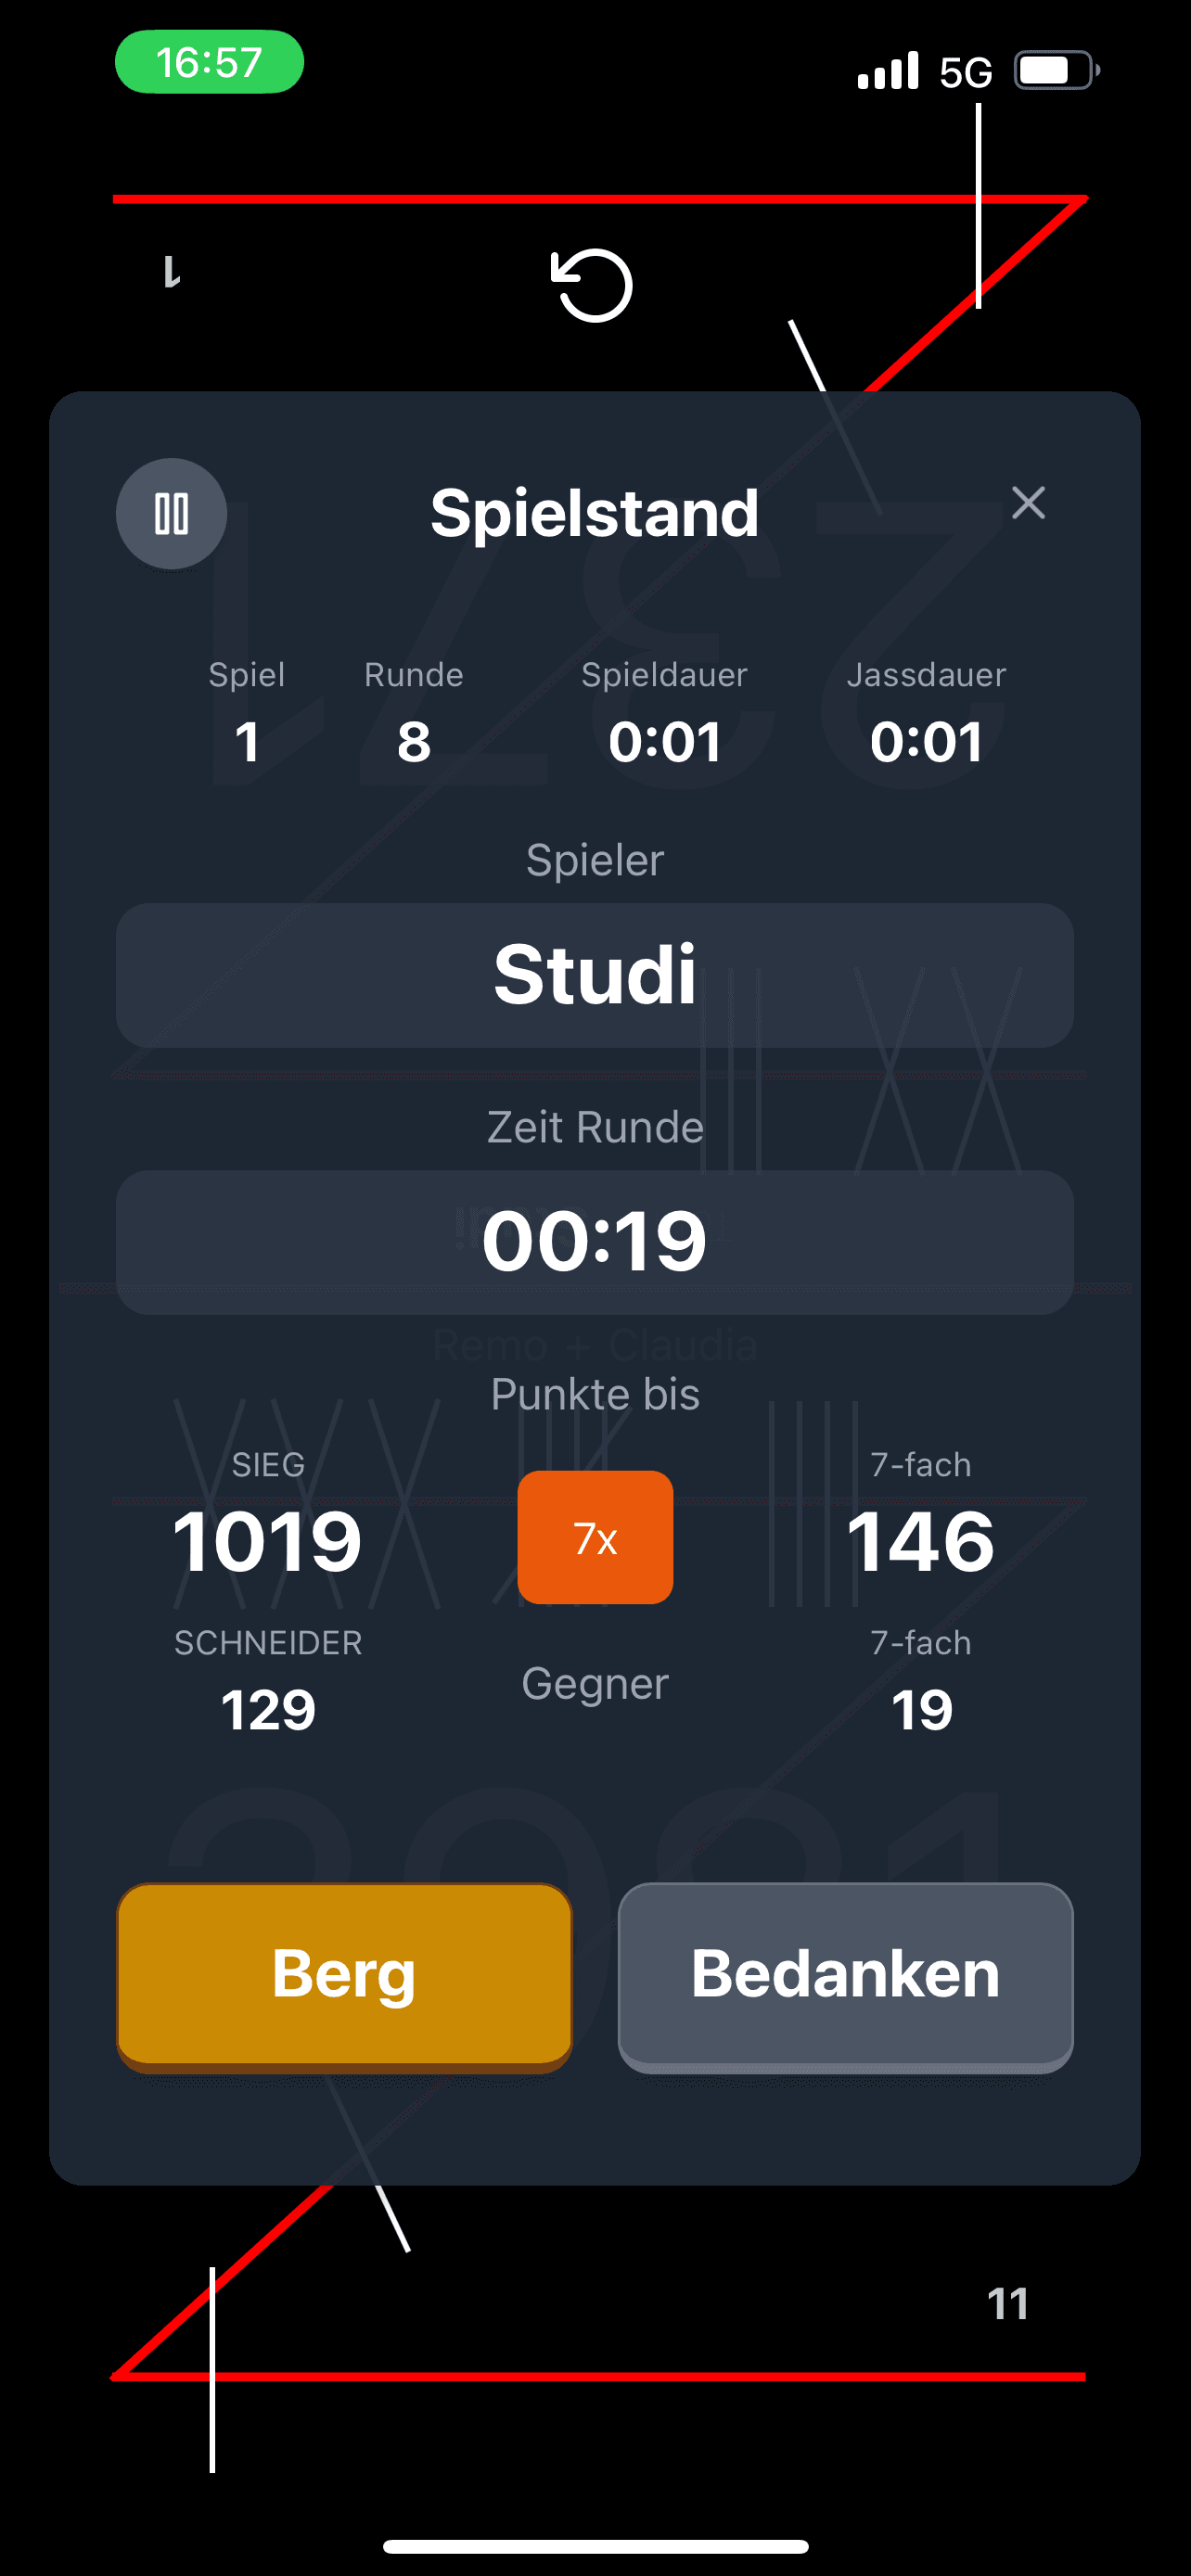 16:57 5G
1
Spielstand
Spiel Runde Spieldauer Jassdauer
1 8 0:01 0:01
Spieler
Studi
Zeit Runde
00:19
Remo + Claudia
Punkte bis
SIEG 7-fach
1019 7x 146
SCHNEIDER 7-fach
129 Gegner 19
Berg Bedanken
11